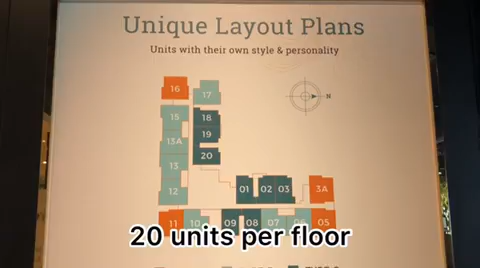 Unique Layout Plans
Units with their own style & personality
16
17
N
15
18
13A
19
13
20
12
01 02 03 3A
11 10 09 08 07 06 05
20 units per floor